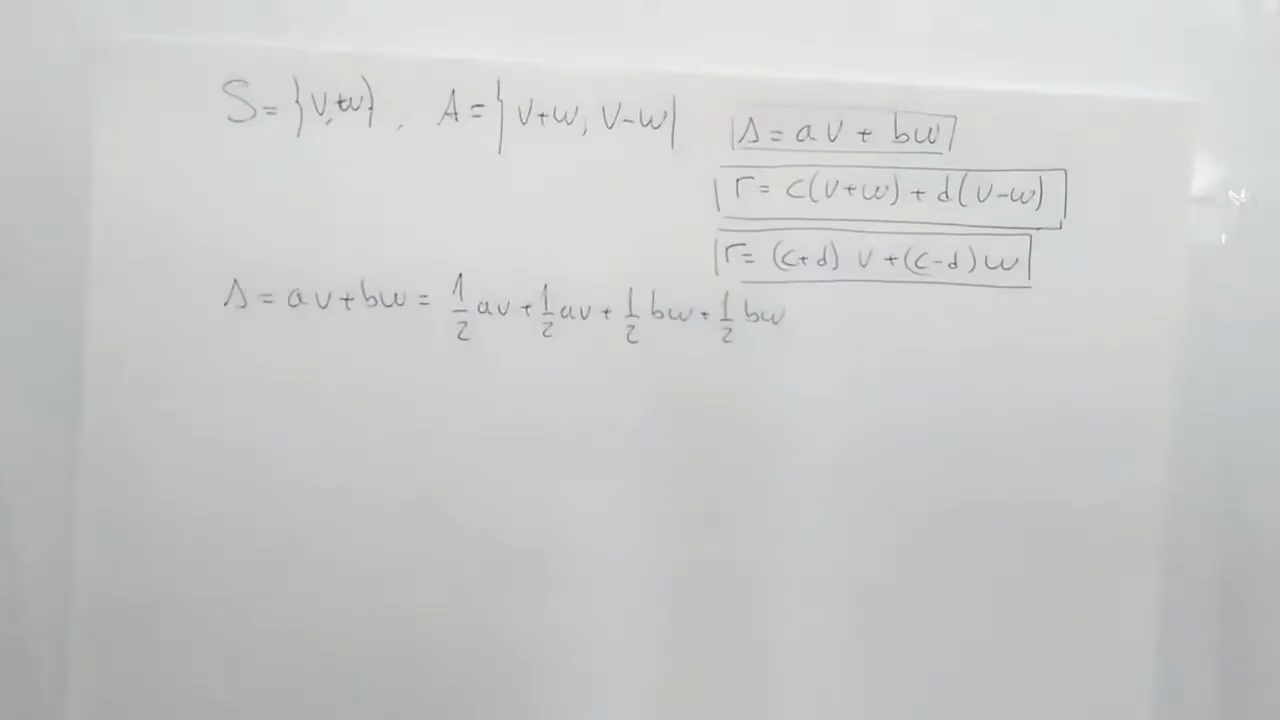 S = {v, w}, A = {v+w, v-w}
s = av + bw
r = c(v+w) + d(v-w)
r = (c+d) v + (c-d) w
s = av + bw = 1/2 av + 1/2 av + 1/2 bw + 1/2 bw